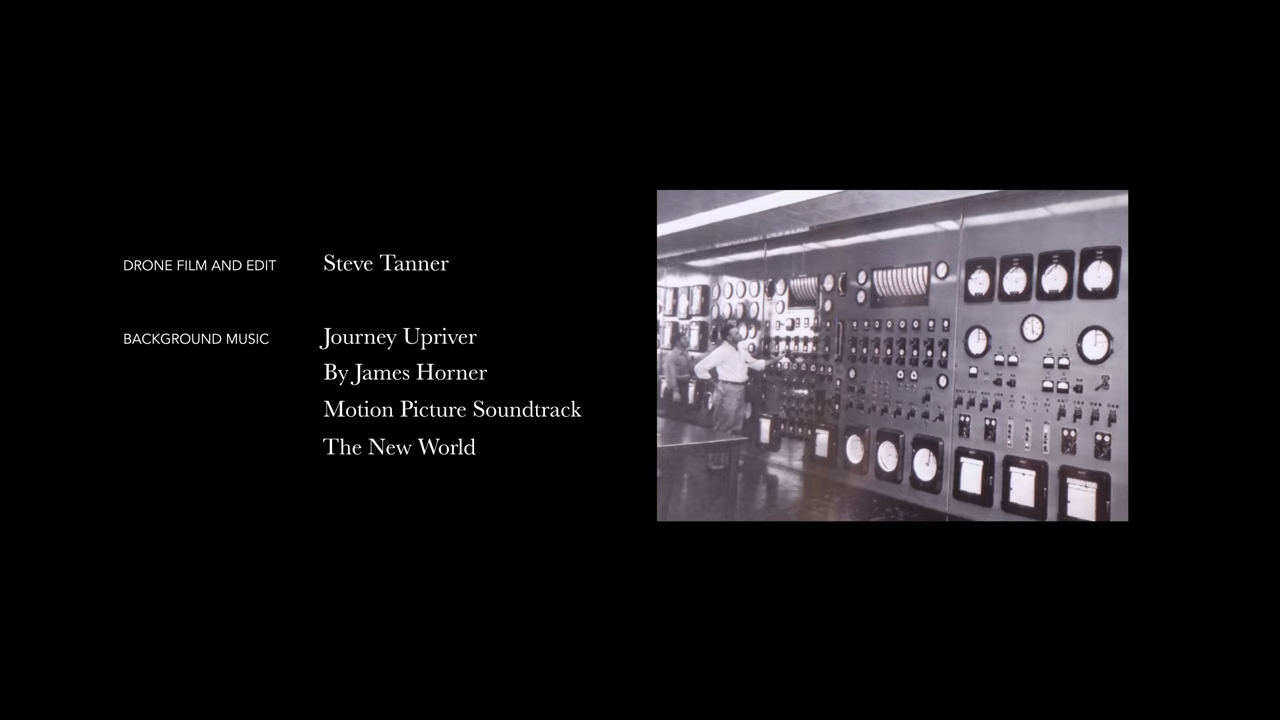 DRONE FILM AND EDIT Steve Tanner
BACKGROUND MUSIC Journey Upriver
By James Horner
Motion Picture Soundtrack
The New World